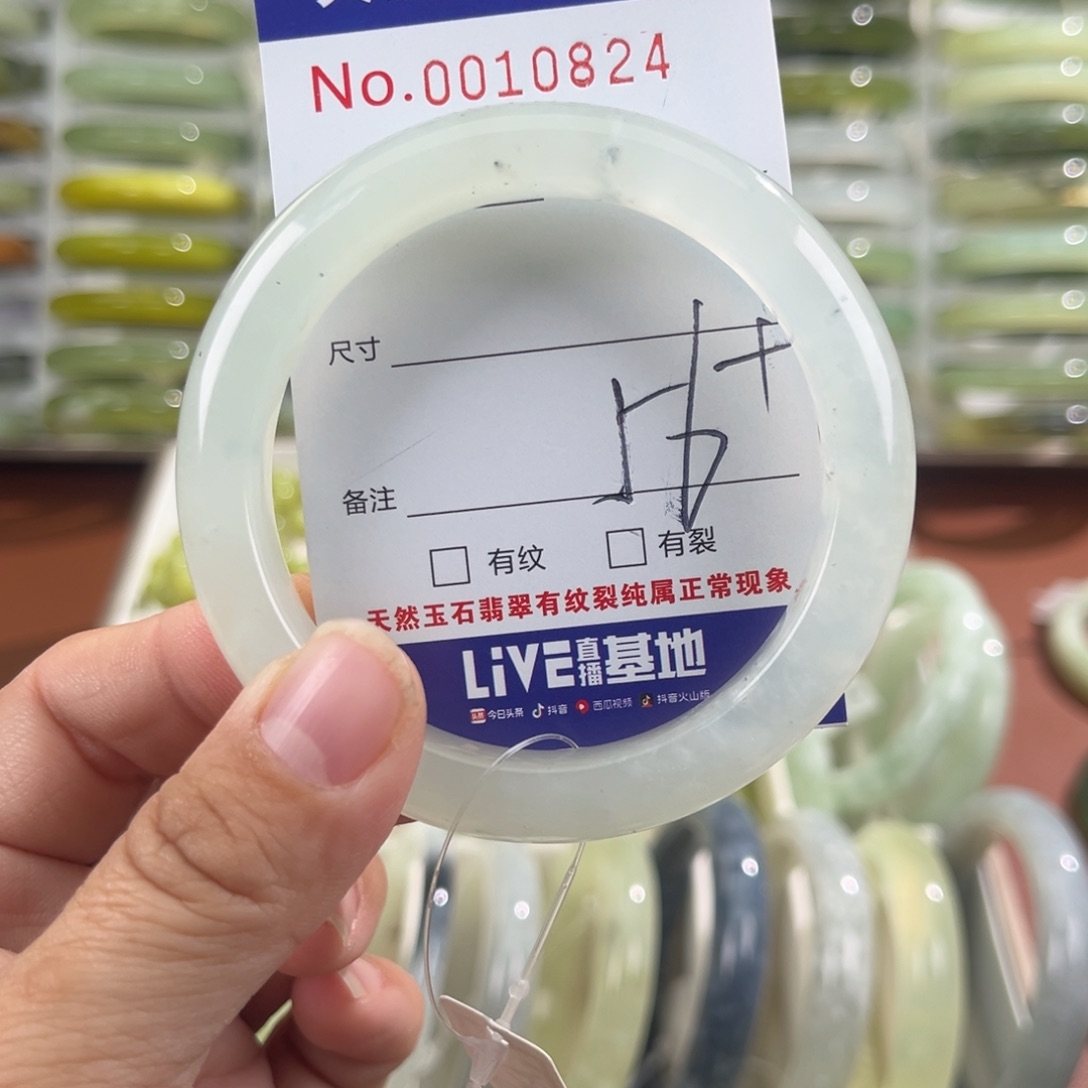 No.0010824
尺寸
备注
有纹 有裂
天然玉石翡翠有纹裂纯属正常现象
LiVE直播基地
头条 今日头条 抖音 西瓜视频 抖音火山版